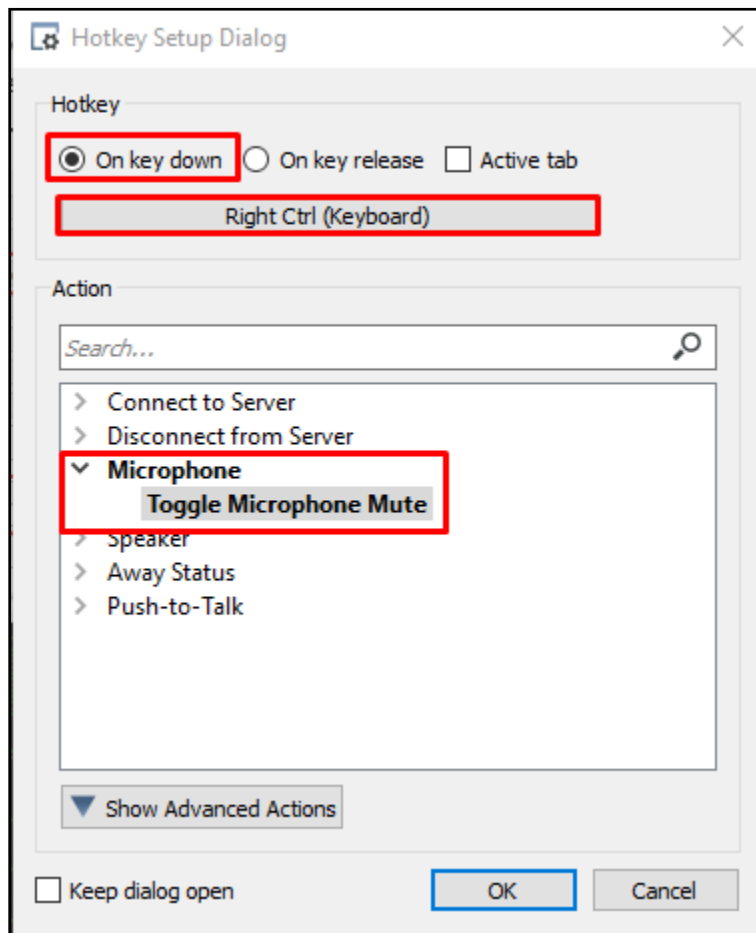 Hotkey Setup Dialog
Hotkey
On key down On key release Active tab
Right Ctrl (Keyboard)
Action
Search...
Connect to Server
Disconnect from Server
Microphone
Toggle Microphone Mute
Speaker
Away Status
Push-to-Talk
Show Advanced Actions
Keep dialog open OK Cancel